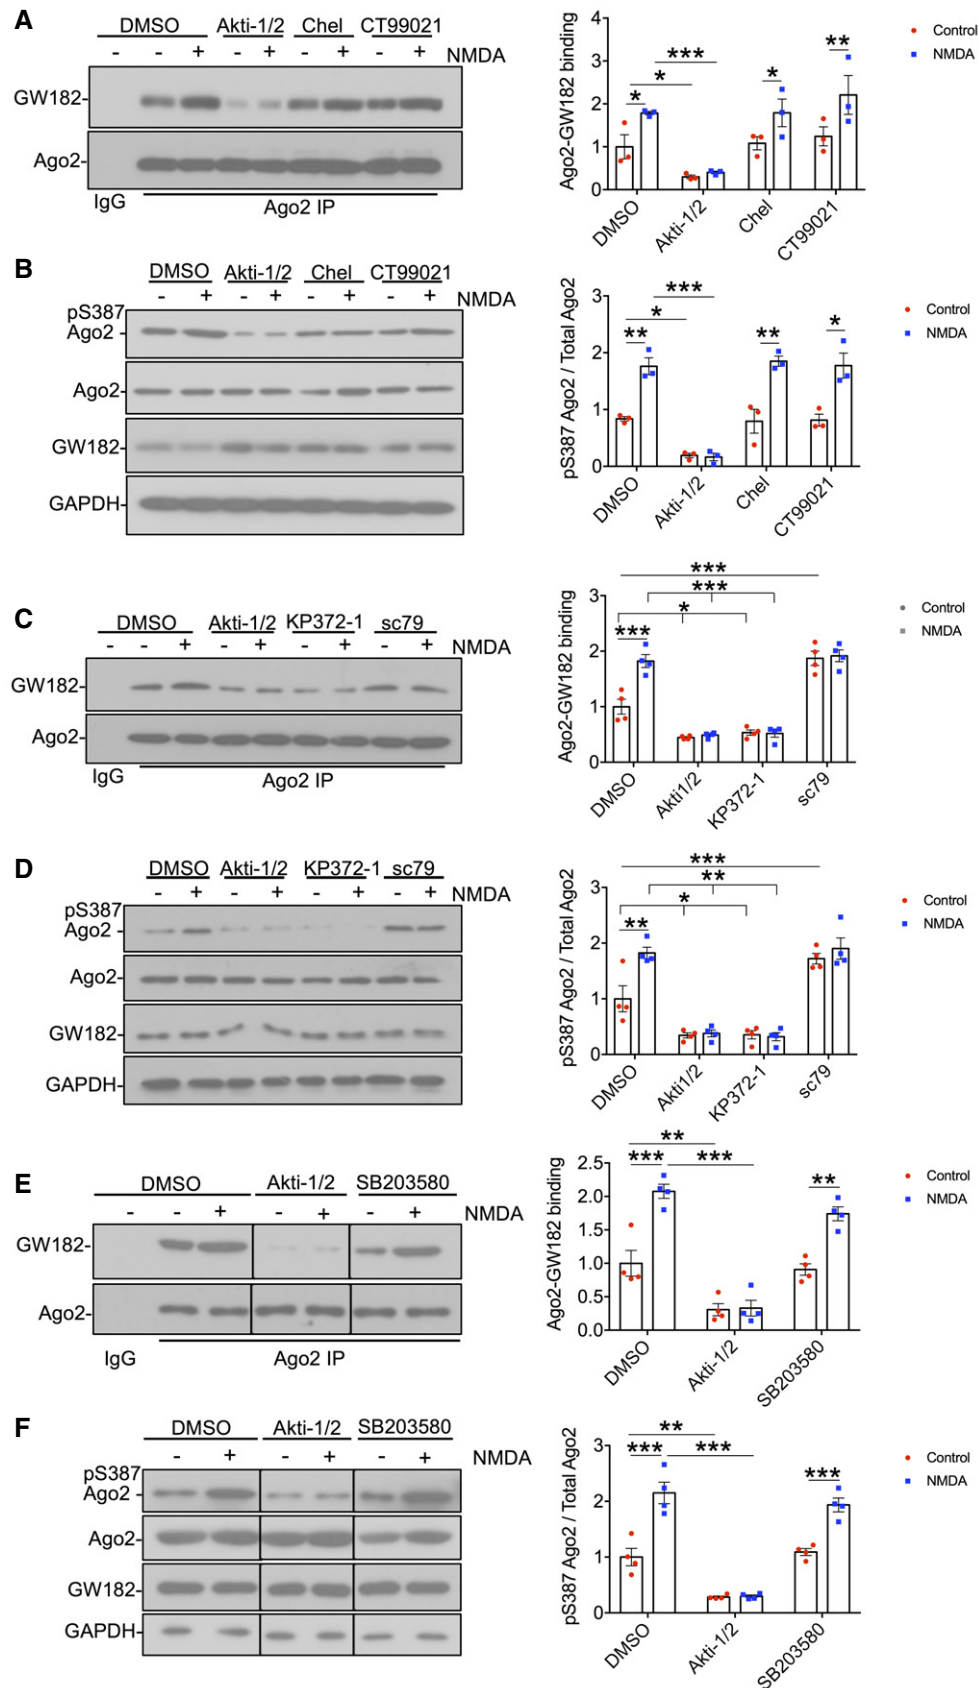 A
DMSO Akti-1/2 Chel CT99021
- - + - + - + - + NMDA
GW182-
Ago2-
IgG Ago2 IP
Ago2-GW182 binding
4
3
2
1
0
*** * * * **
DMSO Akti-1/2 Chel CT99021
Control
NMDA
B
DMSO Akti-1/2 Chel CT99021
- + - + - + - + NMDA
pS387
Ago2-
Ago2-
GW182-
GAPDH-
pS387 Ago2 / Total Ago2
3
2
1
0
*** * ** ** *
DMSO Akti-1/2 Chel CT99021
Control
NMDA
C
DMSO Akti-1/2 KP372-1 sc79
- - + - + - + - + NMDA
GW182-
Ago2-
IgG Ago2 IP
Ago2-GW182 binding
3
2
1
0
*** *** * ***
DMSO Akti1/2 KP372-1 sc79
Control
NMDA
D
DMSO Akti-1/2 KP372-1 sc79
- + - + - + - + NMDA
pS387
Ago2-
Ago2-
GW182-
GAPDH-
pS387 Ago2 / Total Ago2
3
2
1
0
*** ** * **
DMSO Akti1/2 KP372-1 sc79
Control
NMDA
E
DMSO Akti-1/2 SB203580
- - + - + - + NMDA
GW182-
Ago2-
IgG Ago2 IP
Ago2-GW182 binding
2.5
2.0
1.5
1.0
0.5
0.0
** *** *** **
DMSO Akti-1/2 SB203580
Control
NMDA
F
DMSO Akti-1/2 SB203580
- + - + - + NMDA
pS387
Ago2-
Ago2-
GW182-
GAPDH-
pS387 Ago2 / Total Ago2
3
2
1
0
** *** *** ***
DMSO Akti-1/2 SB203580
Control
NMDA